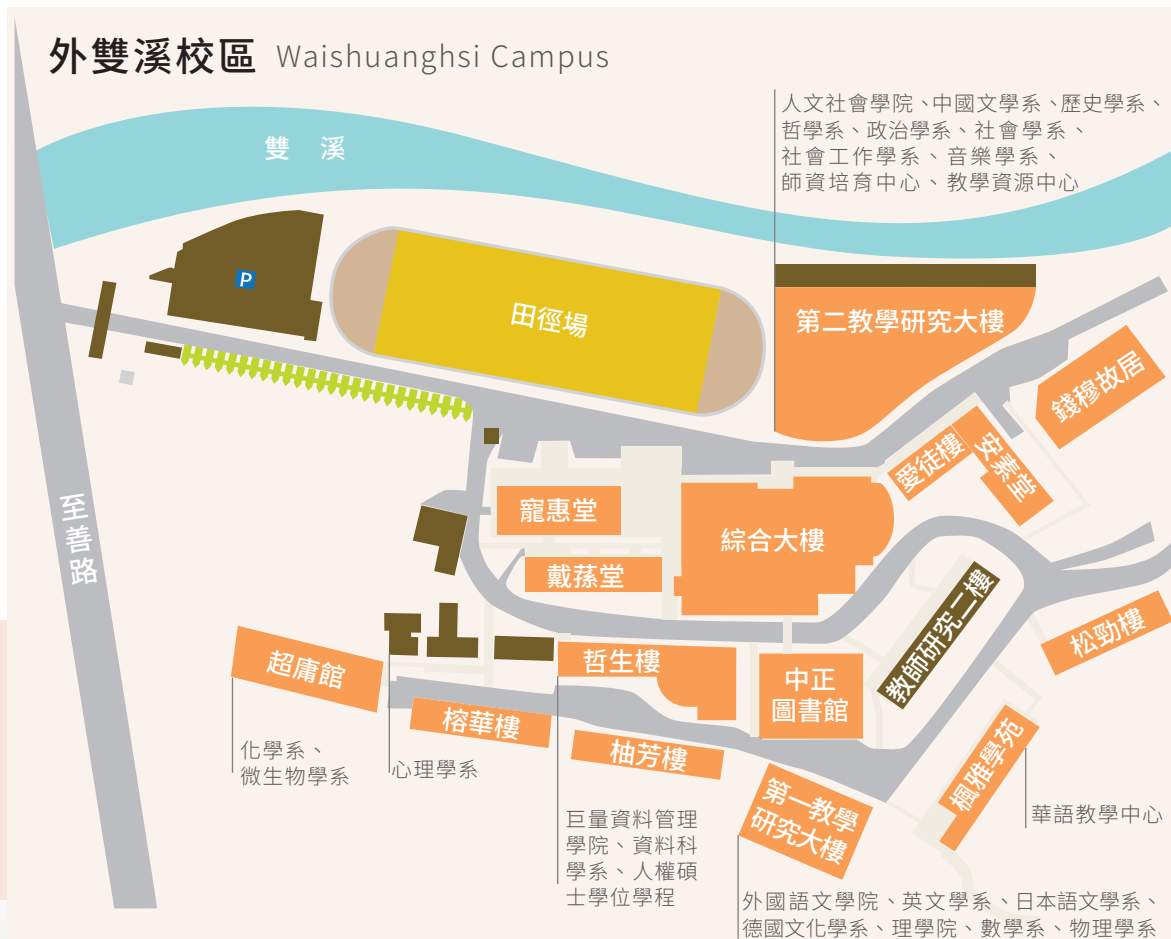 外雙溪校區 Waishuanghsi Campus
人文社會學院、中國文學系、歷史學系、
哲學系、政治學系、社會學系、
社會工作學系、音樂學系、
師資培育中心、教學資源中心
雙 溪
P
田徑場
第二教學研究大樓
錢穆故居
愛徒樓
安素堂
至善路
寵惠堂
綜合大樓
戴蓀堂
教師研究二樓
松勁樓
超庸館
哲生樓
中正
圖書館
榕華樓
柚芳樓
楓雅學苑
化學系、
微生物學系
心理學系
第一教學
研究大樓
華語教學中心
巨量資料管理
學院、資料科
學系、人權碩
士學位學程
外國語文學院、英文學系、日本語文學系、
德國文化學系、理學院、數學系、物理學系